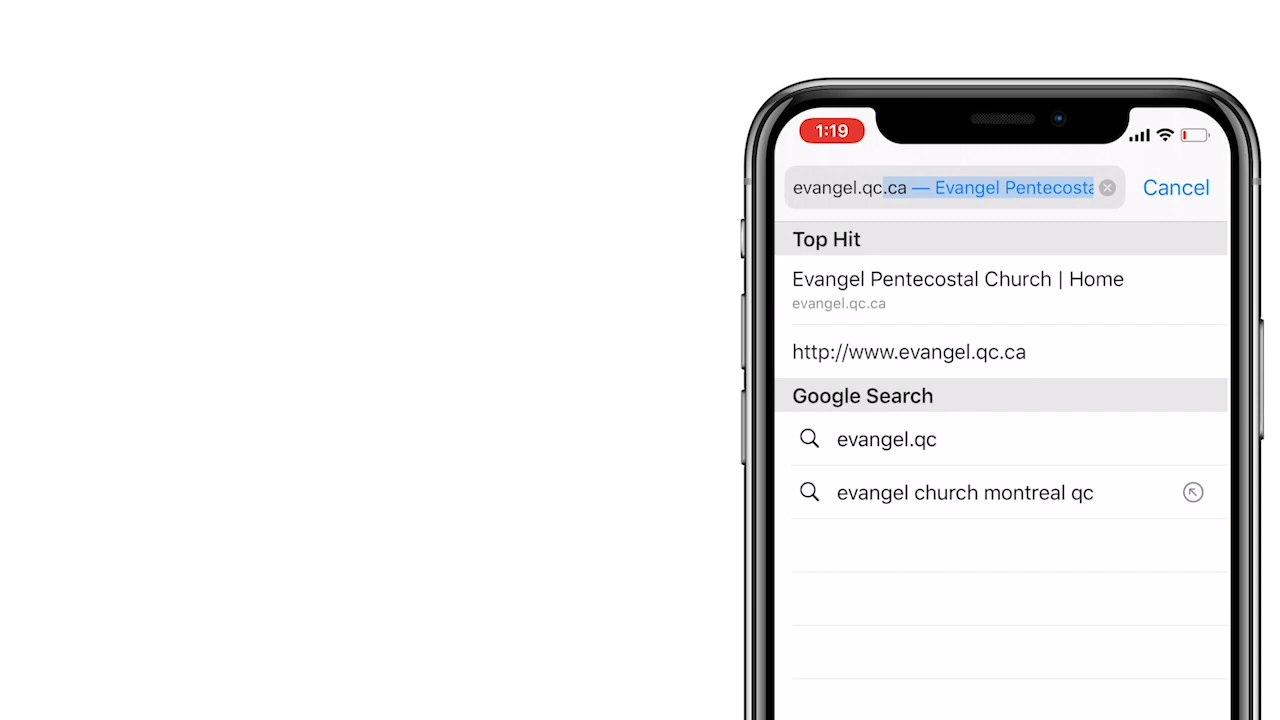 1:19
evangel.qc.ca — Evangel Pentecosta
Cancel
Top Hit
Evangel Pentecostal Church | Home
evangel.qc.ca
http://www.evangel.qc.ca
Google Search
evangel.qc
evangel church montreal qc